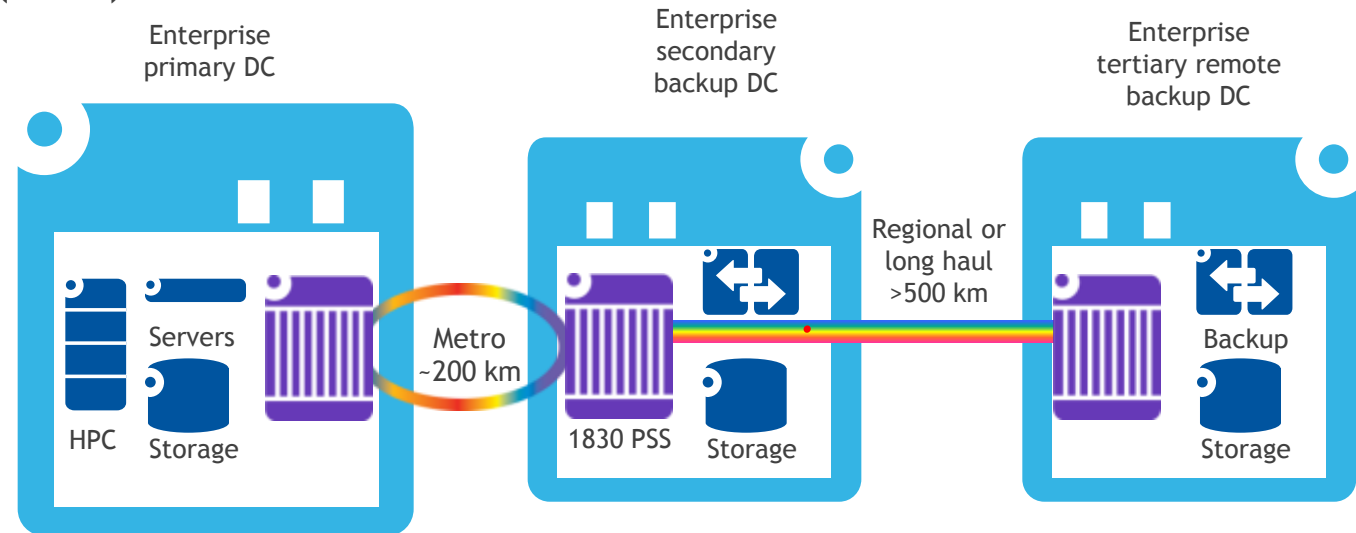 Enterprise
primary DC
Enterprise
secondary
backup DC
Enterprise
tertiary remote
backup DC
Servers
HPC
Storage
Metro
~200 km
1830 PSS
Storage
Regional or
long haul
>500 km
Backup
Storage